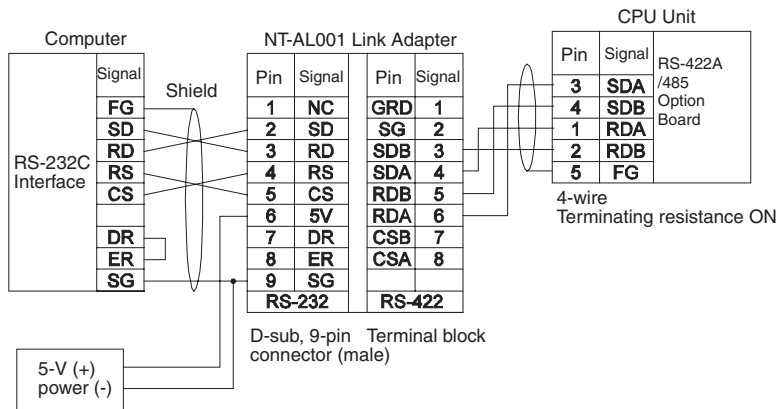 Computer
Signal
FG
SD
RD
RS
CS
DR
ER
SG
RS-232C
Interface
Shield
NT-AL001 Link Adapter
Pin Signal
1 NC
2 SD
3 RD
4 RS
5 CS
6 5V
7 DR
8 ER
9 SG
RS-232
Pin Signal
GRD 1
SG 2
SDB 3
SDA 4
RDB 5
RDA 6
CSB 7
CSA 8
RS-422
D-sub, 9-pin
connector (male)
Terminal block
CPU Unit
Pin Signal
3 SDA
4 SDB
1 RDA
2 RDB
5 FG
RS-422A
/485
Option
Board
4-wire
Terminating resistance ON
5-V (+)
power (-)